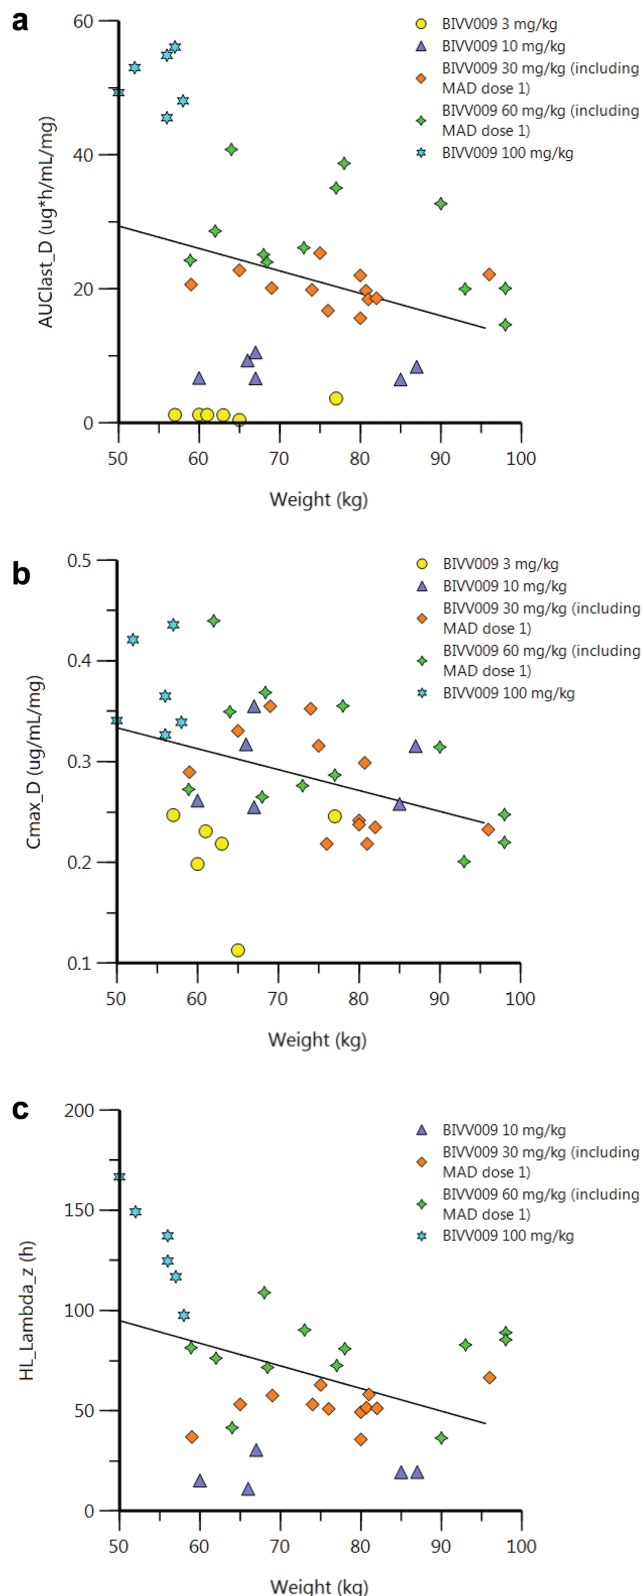 a
60
40
20
0
AUClast_D (ug*h/mL/mg)
50 60 70 80 90 100
Weight (kg)
BIVV009 3 mg/kg
BIVV009 10 mg/kg
BIVV009 30 mg/kg (including
MAD dose 1)
BIVV009 60 mg/kg (including
MAD dose 1)
BIVV009 100 mg/kg
b
0.5
0.4
0.3
0.2
0.1
Cmax_D (ug/mL/mg)
50 60 70 80 90 100
Weight (kg)
BIVV009 3 mg/kg
BIVV009 10 mg/kg
BIVV009 30 mg/kg (including
MAD dose 1)
BIVV009 60 mg/kg (including
MAD dose 1)
BIVV009 100 mg/kg
c
200
150
100
50
0
HL_Lambda_z (h)
50 60 70 80 90 100
Weight (kg)
BIVV009 10 mg/kg
BIVV009 30 mg/kg (including
MAD dose 1)
BIVV009 60 mg/kg (including
MAD dose 1)
BIVV009 100 mg/kg